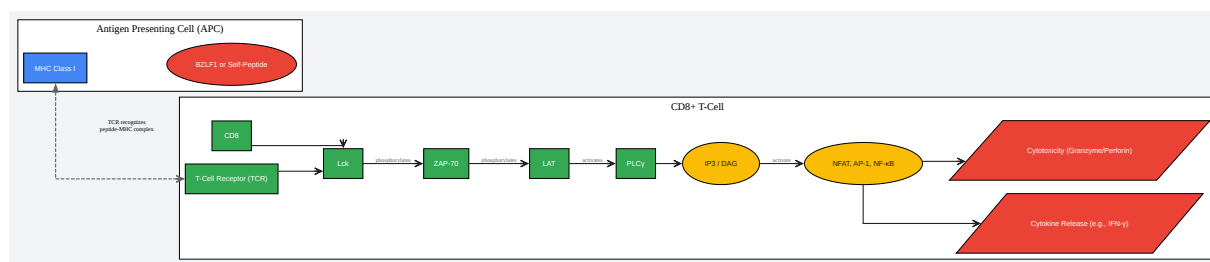 Antigen Presenting Cell (APC)
MHC Class I
BZLF1 or Self-Peptide
TCR recognizes
peptide-MHC complex
CD8+ T-Cell
CD8
T-Cell Receptor (TCR)
Lck
phosphorylates
ZAP-70
phosphorylates
LAT
activates
PLCγ
IP3 / DAG
activate
NFAT, AP-1, NF-κB
Cytotoxicity (Granzyme/Perforin)
Cytokine Release (e.g., IFN-γ)